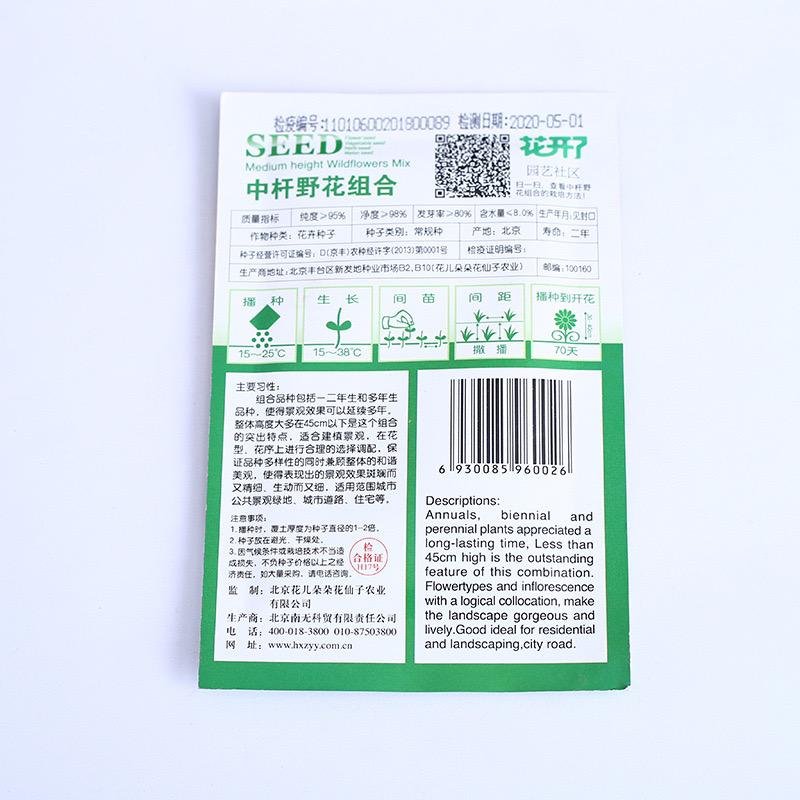 检疫编号:11010600201800089 检测日期:2020-05-01
SEED
Flower seed
Vegetable seed
Herb seed
Melon seed
Medium height Wildflowers Mix
中杆野花组合
花开了
园艺社区
扫一扫，查看中杆野
花组合的栽培方法!
质量指标 纯度≥95% 净度≥98% 发芽率≥80% 含水量≤8.0% 生产年月:见封口
作物种类：花卉种子 种子类别：常规种 产地：北京 寿命：二年
种子经营许可证编号：D(京丰)农种经许字(2013)第0001号 检疫证明编号：
生产商地址:北京丰台区新发地种业市场B2,B10(花儿朵朵花仙子农业) 邮编:100160
播种 生长 间苗 间距 播种到开花
15～25℃ 15～38℃ 撒播 70天
主要习性：
组合品种包括一二年生和多年生
品种，使得景观效果可以延续多年。
整体高度大多在45cm以下是这个组合
的突出特点，适合建植景观，在花
型、花序上进行合理的选择调配，保
证品种多样性的同时兼顾整体的和谐
美观，使得表现出的景观效果斑斓而
又精细、生动而又细，适用范围城市
公共景观绿地、城市道路、住宅等。
注意事项：
1.播种时，覆土厚度为种子直径的1-2倍。
2.种子放在避光、干燥处。
3.因气候条件或栽培技术不当造
成损失，不负种子价格以上之经
济责任，如大量采购，请电话咨询。
检
合格证
H17号
监 制：北京花儿朵朵花仙子农业
有限公司
生产商：北京南无科贸有限责任公司
电 话：400-018-3800 010-87503800
网 址：www.hxzyy.com.cn
6 930085 960026
Descriptions:
Annuals, biennial and
perennial plants appreciated a
long-lasting time, Less than
45cm high is the outstanding
feature of this combination.
Flowertypes and inflorescence
with a logical collocation, make
the landscape gorgeous and
lively.Good ideal for residential
and landscaping,city road.